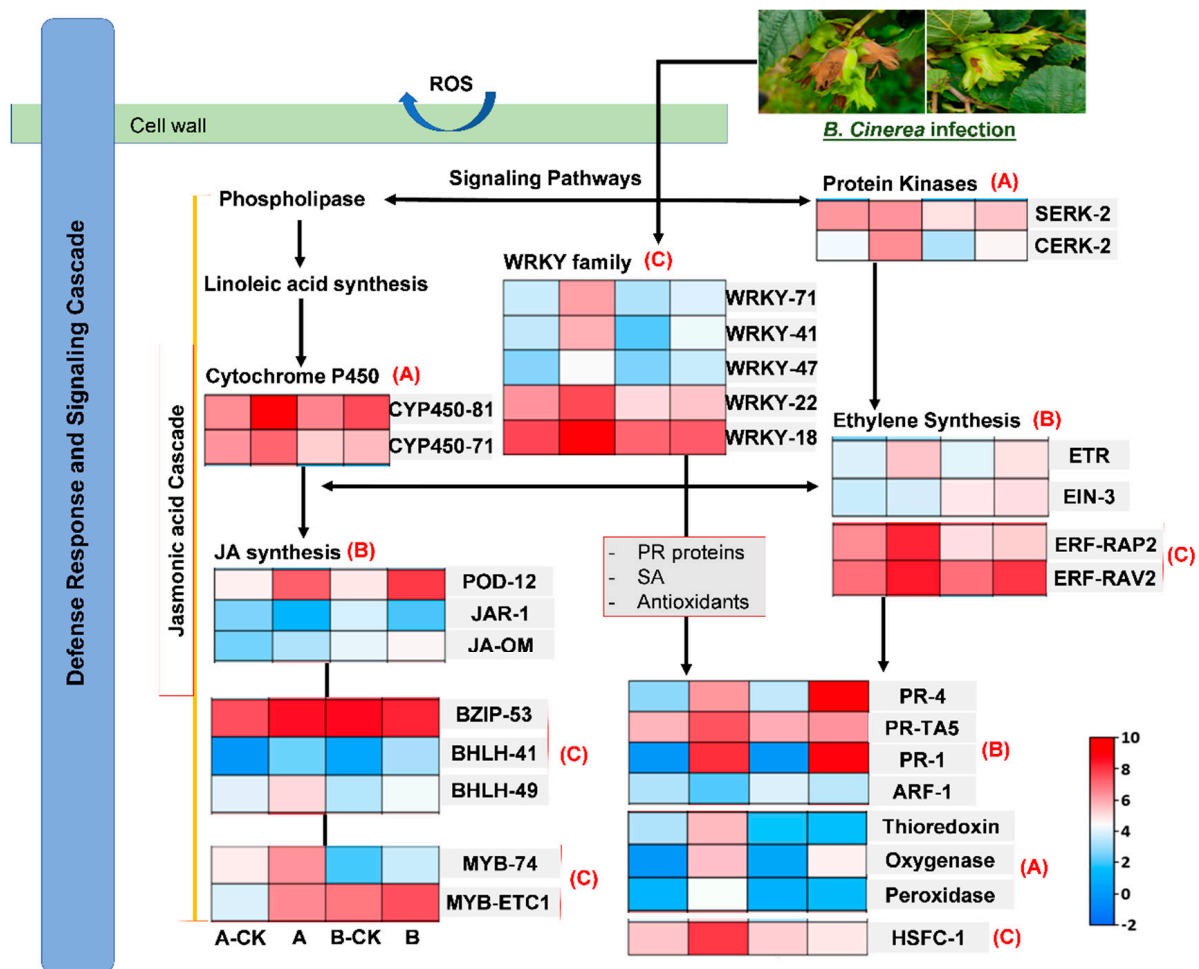 Defense Response and Signaling Cascade
ROS
Cell wall
B. Cinerea infection
Signaling Pathways
Phospholipase
Linoleic acid synthesis
Jasmonic acid Cascade
Cytochrome P450 (A)
CYP450-81
CYP450-71
JA synthesis (B)
POD-12
JAR-1
JA-OM
BZIP-53
BHLH-41
BHLH-49
(C)
MYB-74
MYB-ETC1
(C)
A-CK A B-CK B
WRKY family (C)
WRKY-71
WRKY-41
WRKY-47
WRKY-22
WRKY-18
- PR proteins
- SA
- Antioxidants
Protein Kinases (A)
SERK-2
CERK-2
Ethylene Synthesis (B)
ETR
EIN-3
ERF-RAP2
ERF-RAV2
(C)
PR-4
PR-TA5
PR-1
ARF-1
(B)
Thioredoxin
Oxygenase
Peroxidase
(A)
HSFC-1 (C)
10
8
6
4
2
0
-2